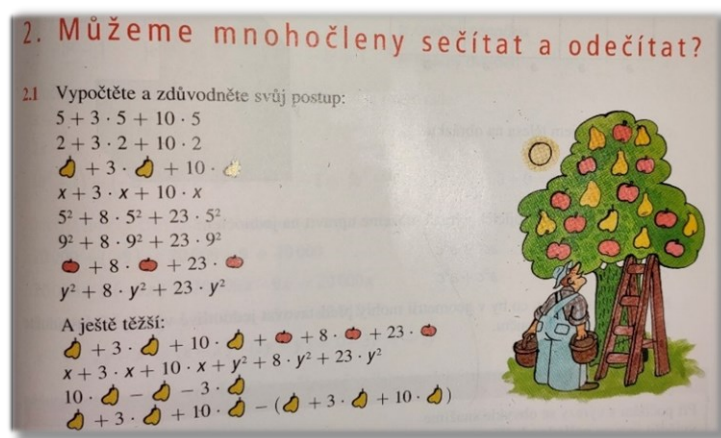 2. Můžeme mnohočleny sečítat a odečítat?
2.1 Vypočtěte a zdůvodněte svůj postup:
5 + 3 · 5 + 10 · 5
2 + 3 · 2 + 10 · 2
🍐 + 3 · 🍐 + 10 · 🍐
x + 3 · x + 10 · x
5² + 8 · 5² + 23 · 5²
9² + 8 · 9² + 23 · 9²
🍎 + 8 · 🍎 + 23 · 🍎
y² + 8 · y² + 23 · y²
A ještě těžší:
🍐 + 3 · 🍐 + 10 · 🍐 + 🍎 + 8 · 🍎 + 23 · 🍎
x + 3 · x + 10 · x + y² + 8 · y² + 23 · y²
10 · 🍐 − 🍐 − 3 · 🍐
🍐 + 3 · 🍐 + 10 · 🍐 − (🍐 + 3 · 🍐 + 10 · 🍐)